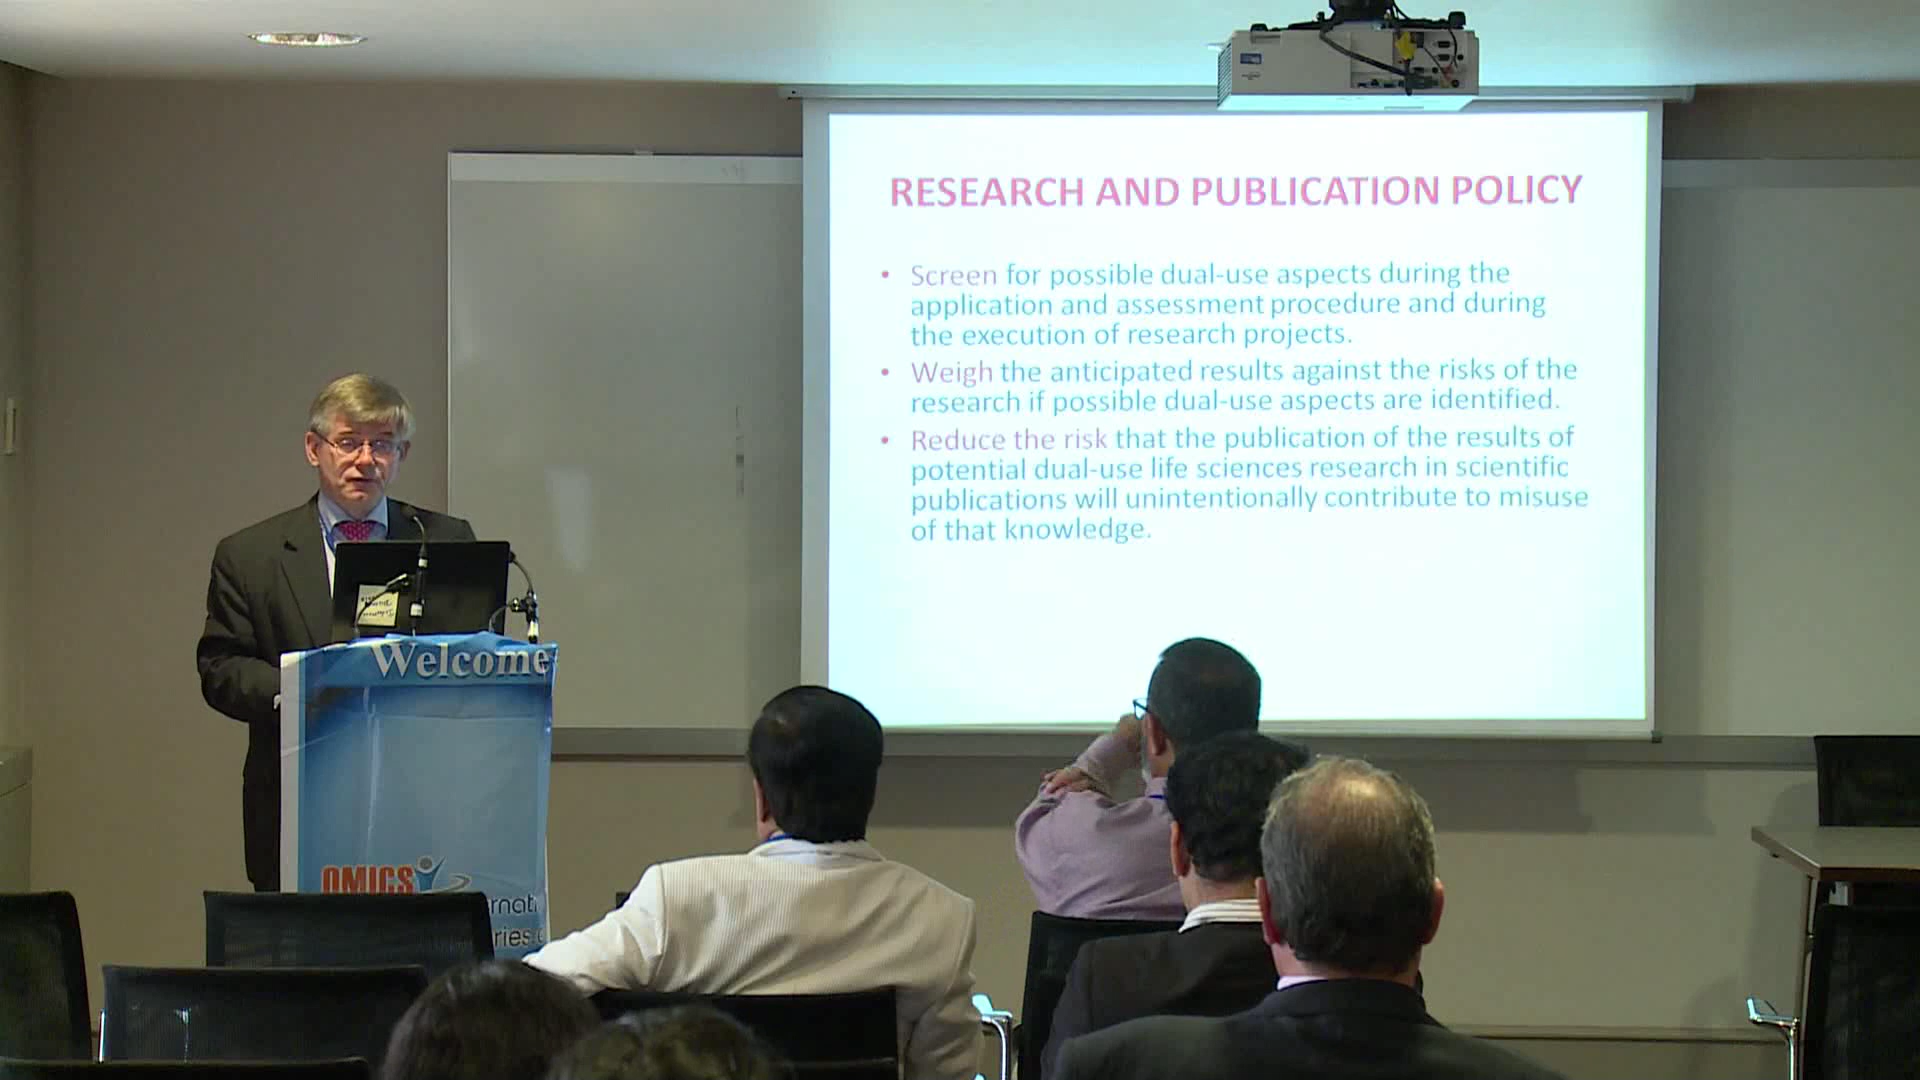 RESEARCH AND PUBLICATION POLICY
• Screen for possible dual-use aspects during the
application and assessment procedure and during
the execution of research projects.
• Weigh the anticipated results against the risks of the
research if possible dual-use aspects are identified.
• Reduce the risk that the publication of the results of
potential dual-use life sciences research in scientific
publications will unintentionally contribute to misuse
of that knowledge.
Welcome
OMICS